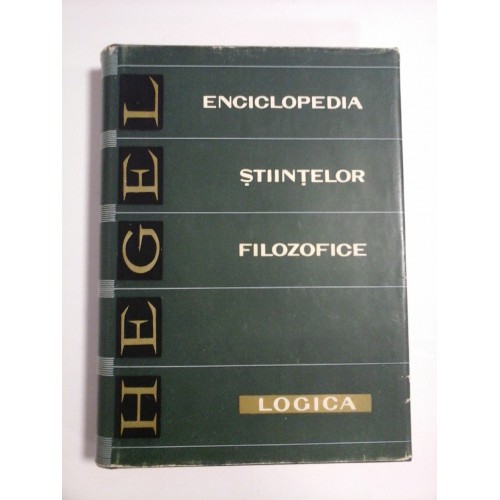 HEGEL
ENCICLOPEDIA
ȘTIINȚELOR
FILOZOFICE
LOGICA